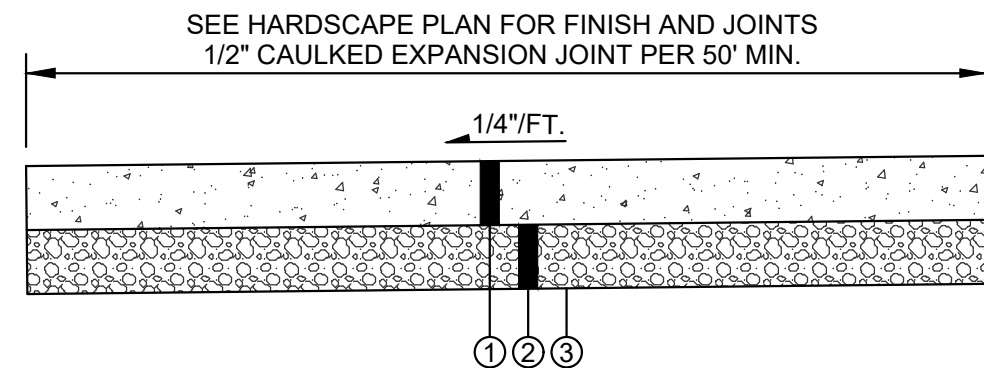 SEE HARDSCAPE PLAN FOR FINISH AND JOINTS
1/2" CAULKED EXPANSION JOINT PER 50' MIN.
1/4"/FT.
1 2 3